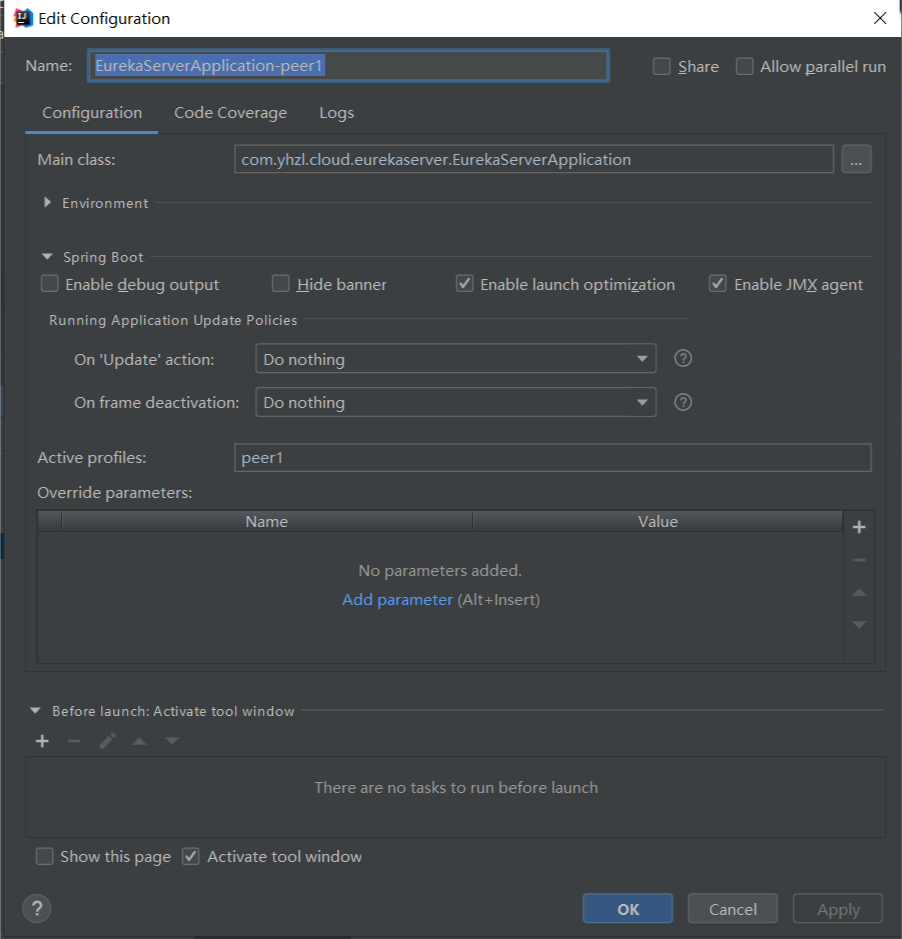 Edit Configuration
Name: EurekaServerApplication-peer1 Share Allow parallel run
Configuration Code Coverage Logs
Main class: com.yhzl.cloud.eurekaserver.EurekaServerApplication ...
Environment
Spring Boot
Enable debug output Hide banner Enable launch optimization Enable JMX agent
Running Application Update Policies
On 'Update' action: Do nothing ?
On frame deactivation: Do nothing ?
Active profiles: peer1
Override parameters:
Name Value
No parameters added.
Add parameter (Alt+Insert)
Before launch: Activate tool window
There are no tasks to run before launch
Show this page Activate tool window
? OK Cancel Apply